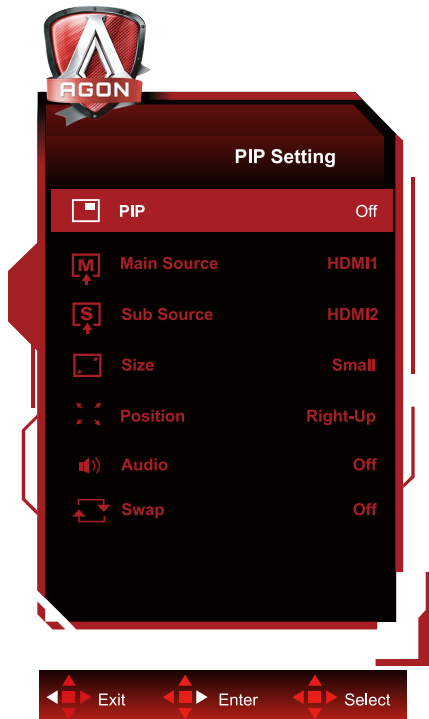 AGON
PIP Setting
PIP Off
Main Source HDMI1
Sub Source HDMI2
Size Small
Position Right-Up
Audio Off
Swap Off
Exit Enter Select